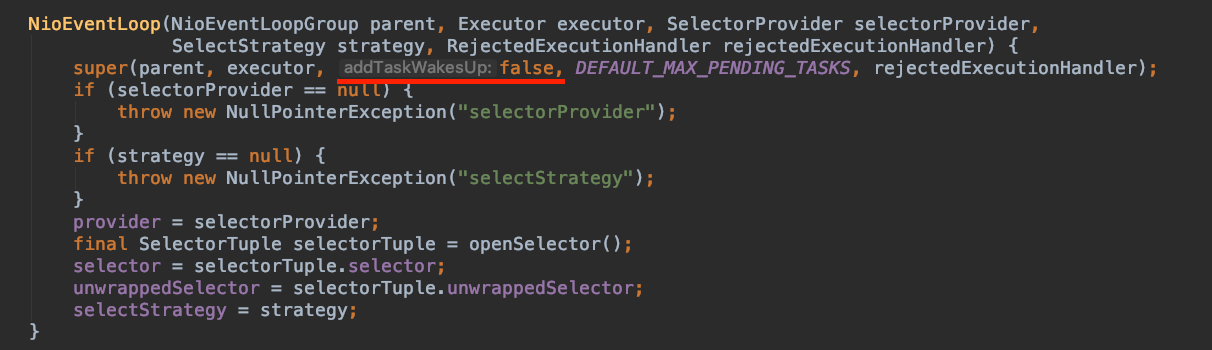 NioEventLoop(NioEventLoopGroup parent, Executor executor, SelectorProvider selectorProvider,
SelectStrategy strategy, RejectedExecutionHandler rejectedExecutionHandler) {
super(parent, executor, addTaskWakesUp: false, DEFAULT_MAX_PENDING_TASKS, rejectedExecutionHandler);
if (selectorProvider == null) {
throw new NullPointerException("selectorProvider");
}
if (strategy == null) {
throw new NullPointerException("selectStrategy");
}
provider = selectorProvider;
final SelectorTuple selectorTuple = openSelector();
selector = selectorTuple.selector;
unwrappedSelector = selectorTuple.unwrappedSelector;
selectStrategy = strategy;
}